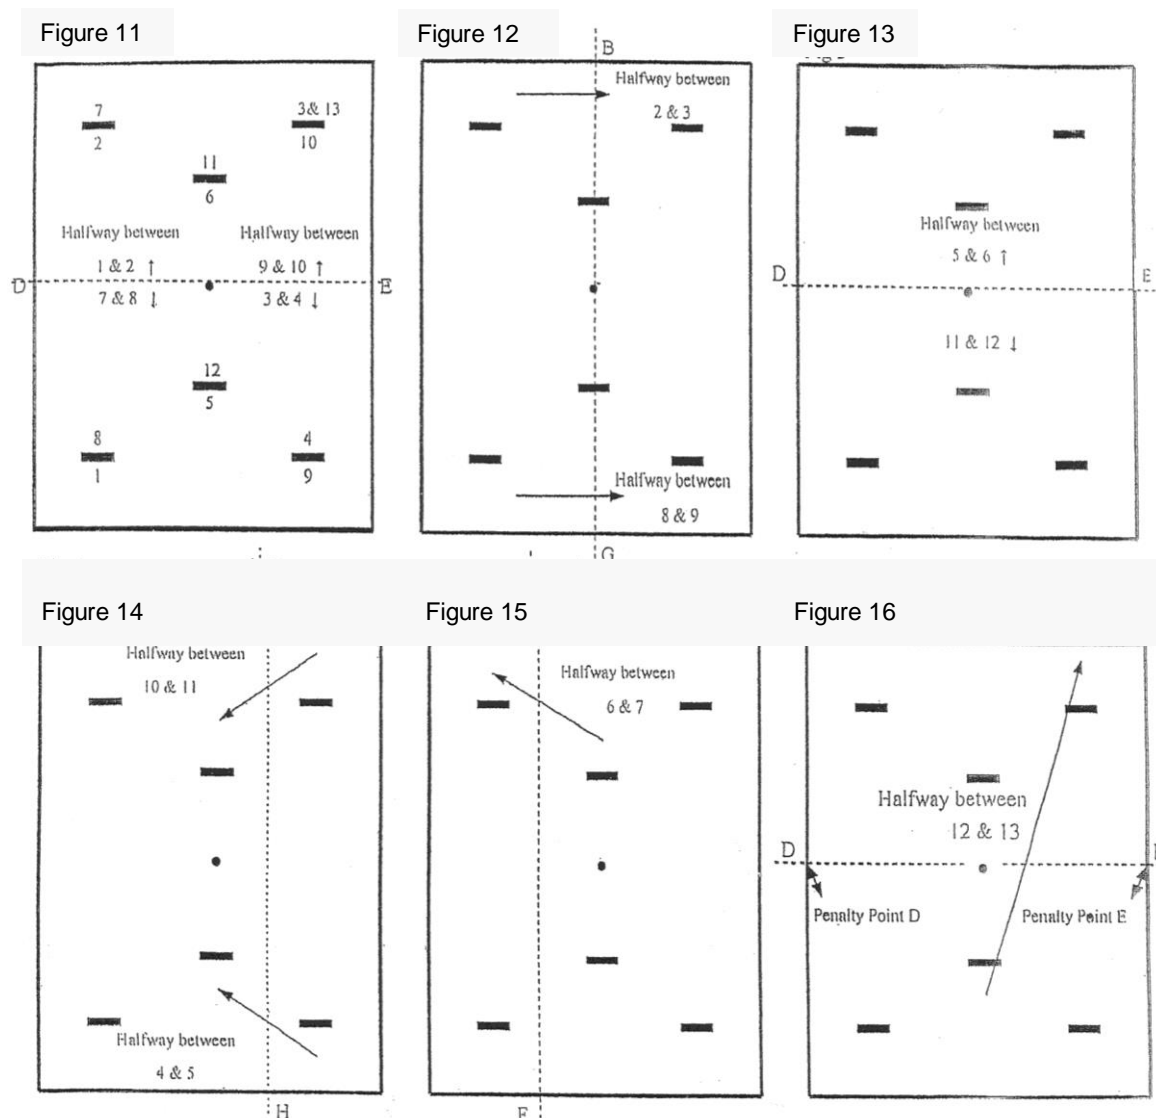 Figure 11
7
2
3 & 13
10
11
6
Halfway between
1 & 2 ↑
7 & 8 ↓
Halfway between
9 & 10 ↑
3 & 4 ↓
D
E
12
5
8
1
4
9
Figure 12
B
Halfway between
2 & 3
Halfway between
8 & 9
G
Figure 13
Halfway between
5 & 6 ↑
D
E
11 & 12 ↓
Figure 14
Halfway between
10 & 11
Halfway between
4 & 5
H
Figure 15
Halfway between
6 & 7
F
Figure 16
Halfway between
12 & 13
D
Penalty Point D
Penalty Point E